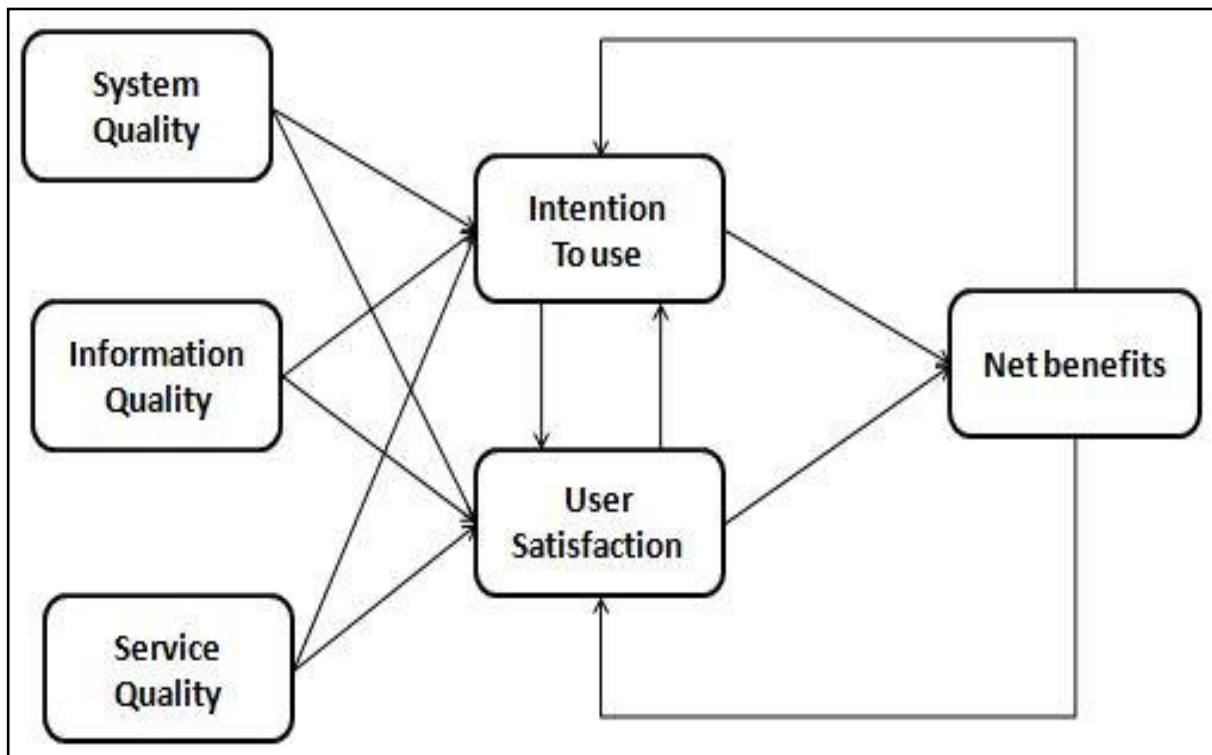 System
Quality
Intention
To use
Information
Quality
Net benefits
User
Satisfaction
Service
Quality